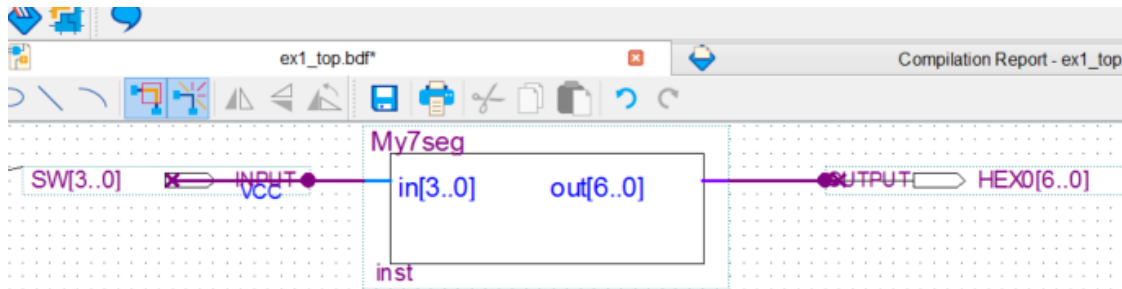 ex1_top.bdf*
Compilation Report - ex1_top
My7seg
SW[3..0] INPUT in[3..0] out[6..0] OUTPUT HEX0[6..0]
VCC
inst